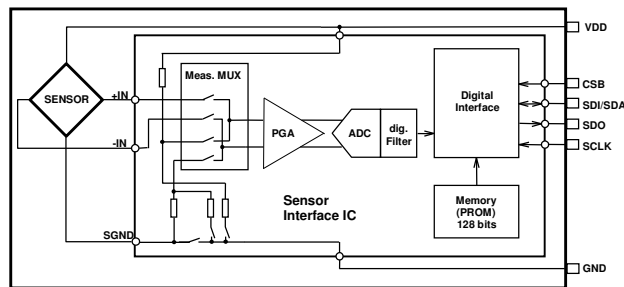 VDD
Meas. MUX
SENSOR
+IN
-IN
PGA
ADC
dig.
Filter
Digital
Interface
CSB
SDI/SDA
SDO
SCLK
Sensor
Interface IC
Memory
(PROM)
128 bits
SGND
GND